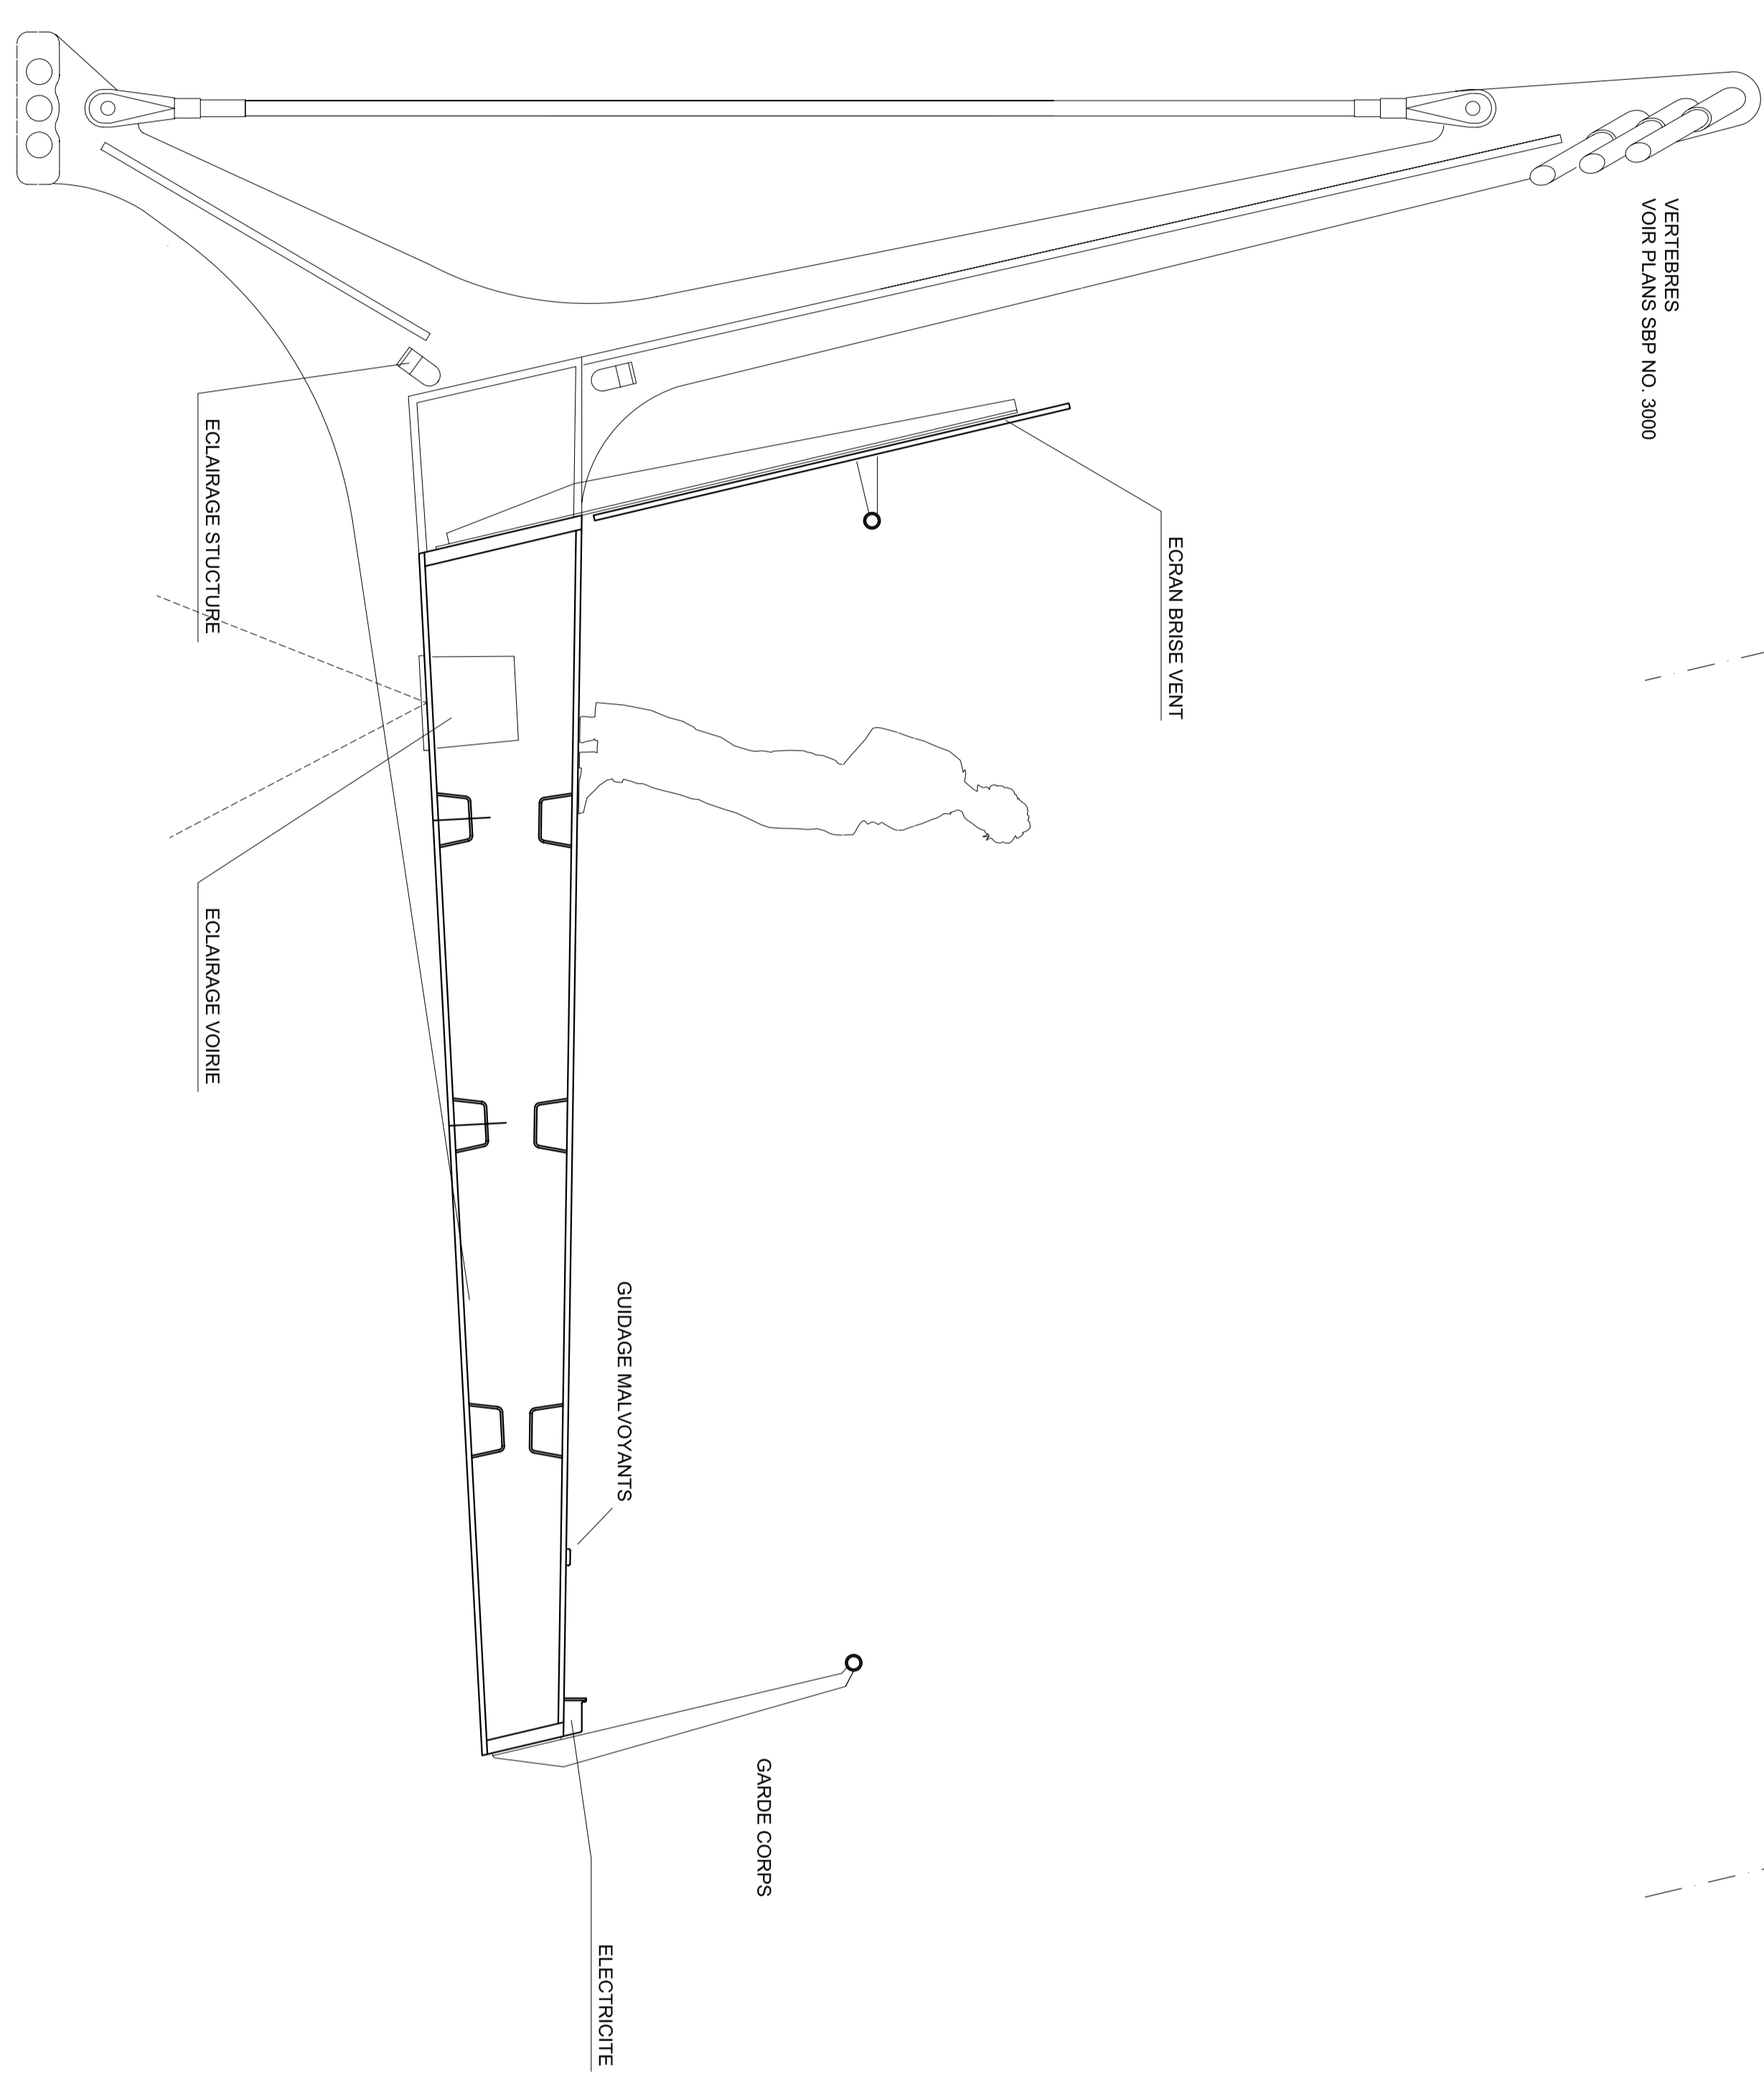 VERTEBRES
VOIR PLANS SBP NO. 3000
ECRAN BRISE VENT
ECLAIRAGE STUCTURE
ECLAIRAGE VOIRIE
GUIDAGE MALVOYANTS
GARDE CORPS
ELECTRICITE